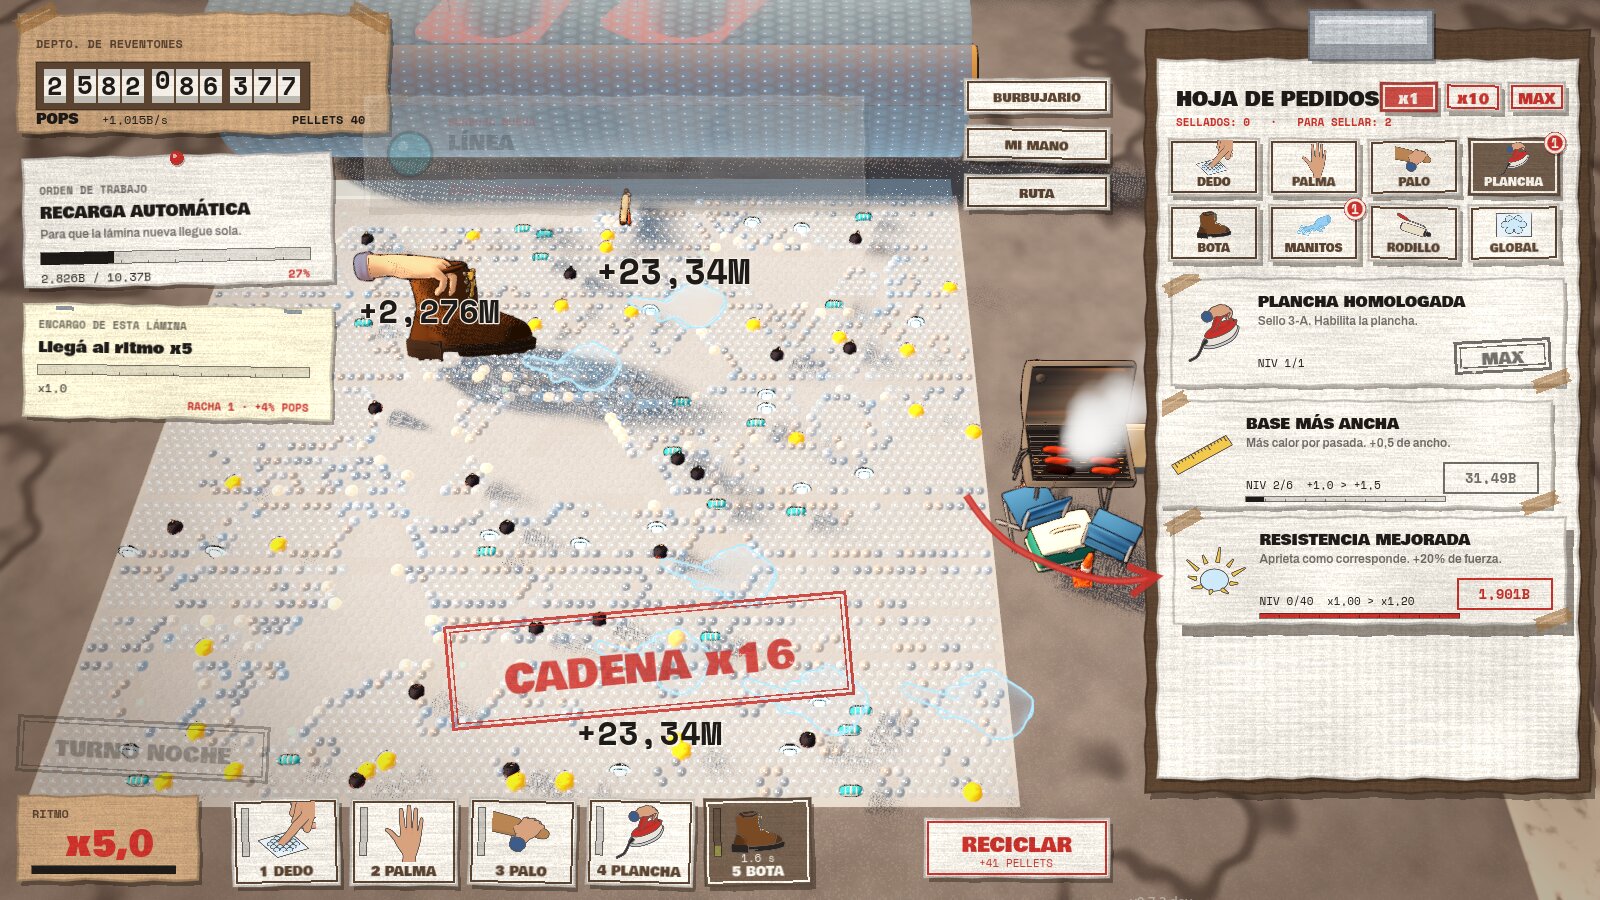 DEPTO. DE REVENTONES
2 582 086 377
POPS +1,015B/s PELLETS 40
ORDEN DE TRABAJO
RECARGA AUTOMÁTICA
Para que la lámina nueva llegue sola.
2,826B / 10,37B 27%
ENCARGO DE ESTA LÁMINA
Llegá al ritmo x5
x1,0
RACHA 1 · +4% POPS
LÍNEA
+23,34M
+2,276M
CADENA x16
+23,34M
TURNO NOCHE
RITMO
x5,0
1 DEDO
2 PALMA
3 PALO
4 PLANCHA
1.6 s
5 BOTA
RECICLAR
+41 PELLETS
BURBUJARIO
MI MANO
RUTA
HOJA DE PEDIDOS x1 x10 MAX
SELLADOS: 0 · PARA SELLAR: 2
DEDO PALMA PALO PLANCHA 1
BOTA MANITOS 1 RODILLO GLOBAL
PLANCHA HOMOLOGADA
Sello 3-A. Habilita la plancha.
NIV 1/1 MAX
BASE MÁS ANCHA
Más calor por pasada. +0,5 de ancho.
NIV 2/6 +1,0 > +1,5 31,49B
RESISTENCIA MEJORADA
Aprieta como corresponde. +20% de fuerza.
NIV 0/40 x1,00 > x1,20 1,901B